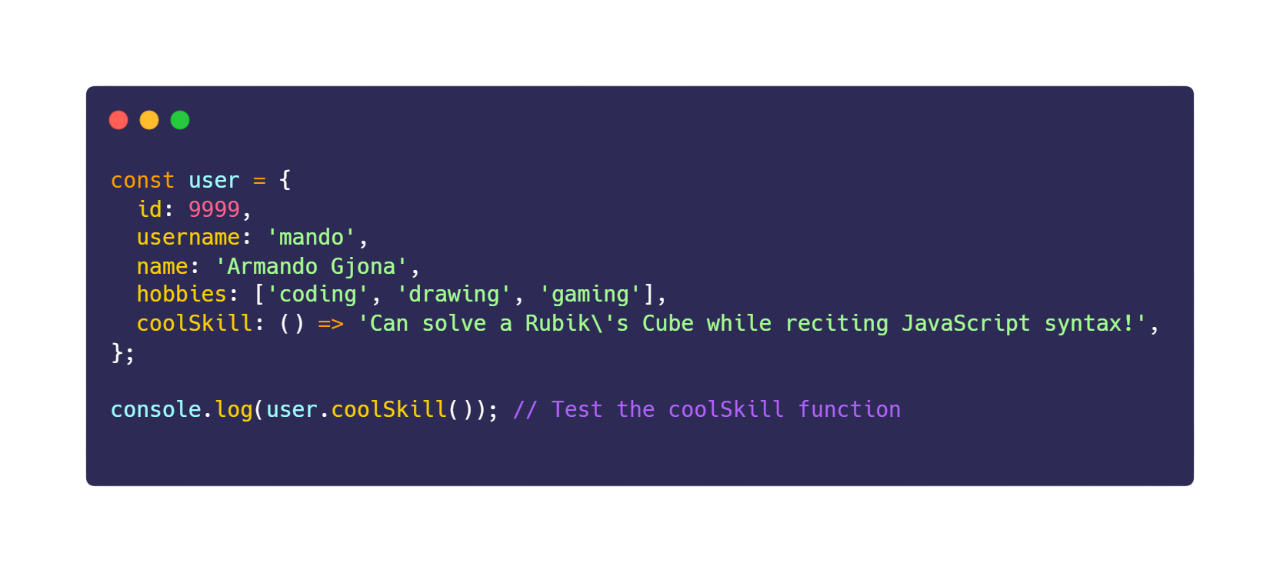 const user = {
  id: 9999,
  username: 'mando',
  name: 'Armando Gjona',
  hobbies: ['coding', 'drawing', 'gaming'],
  coolSkill: () => 'Can solve a Rubik\'s Cube while reciting JavaScript syntax!',
};
console.log(user.coolSkill()); // Test the coolSkill function